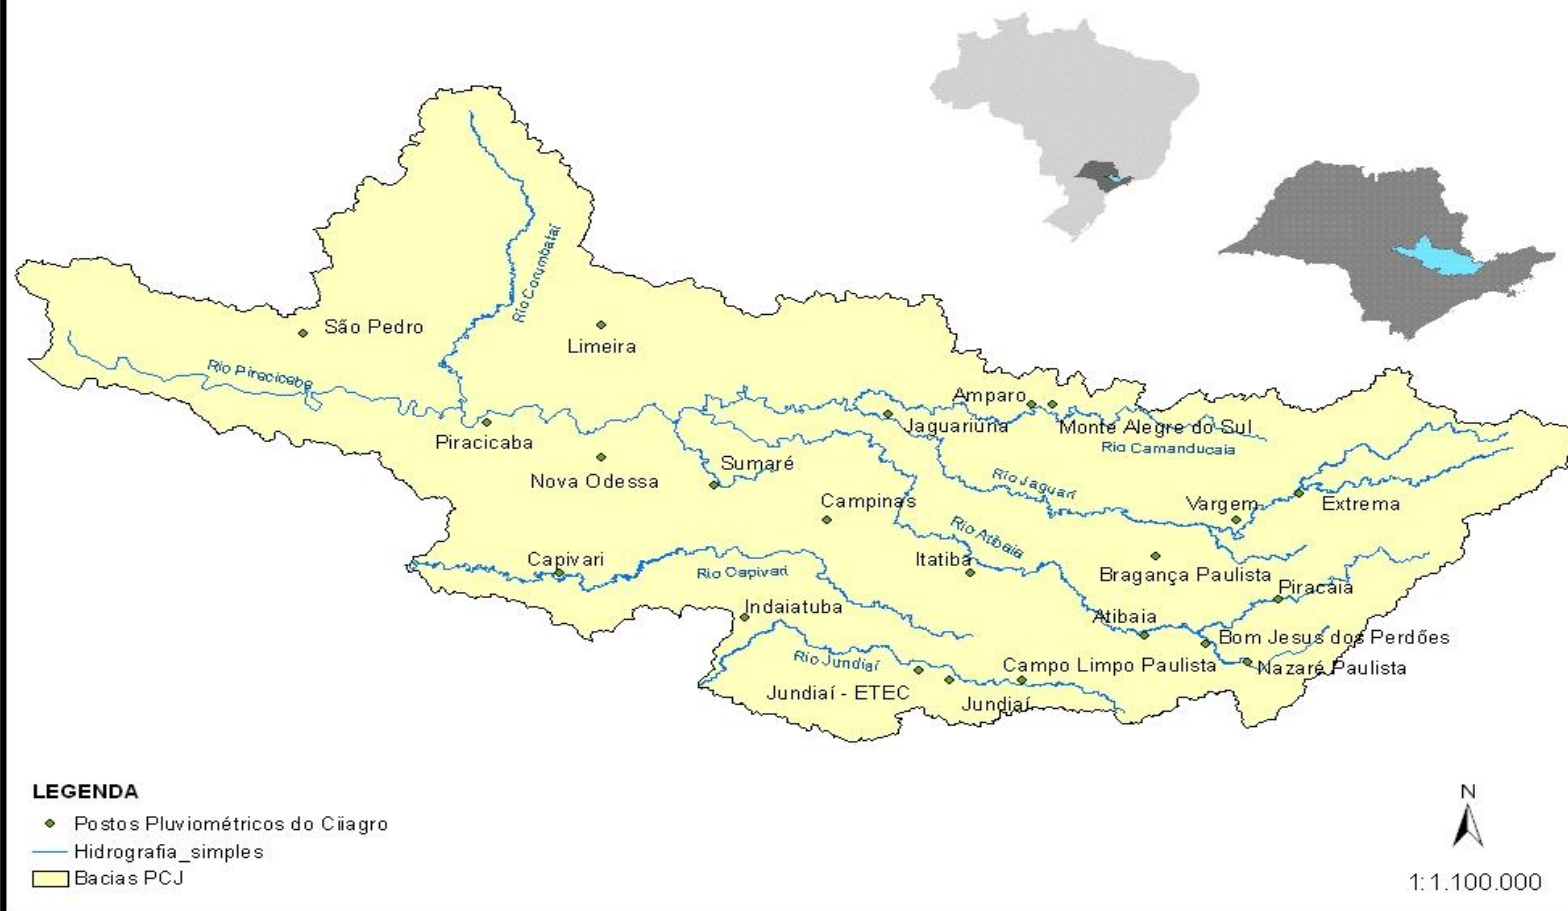 Rio Corumbataí
São Pedro
Limeira
Rio Piracicaba
Amparo
Jaguariúna
Monte Alegre do Sul
Rio Camanducaia
Piracicaba
Nova Odessa
Sumaré
Rio Jaguari
Campinas
Vargem
Extrema
Rio Atibaia
Itatiba
Capivari
Rio Capivari
Bragança Paulista
Piracaia
Indaiatuba
Atibaia
Bom Jesus dos Perdões
Rio Jundiaí
Campo Limpo Paulista
Nazaré Paulista
Jundiaí - ETEC
Jundiaí
LEGENDA
Postos Pluviométricos do Ciiagro
Hidrografia_simples
Bacias PCJ
N
1:1.100.000